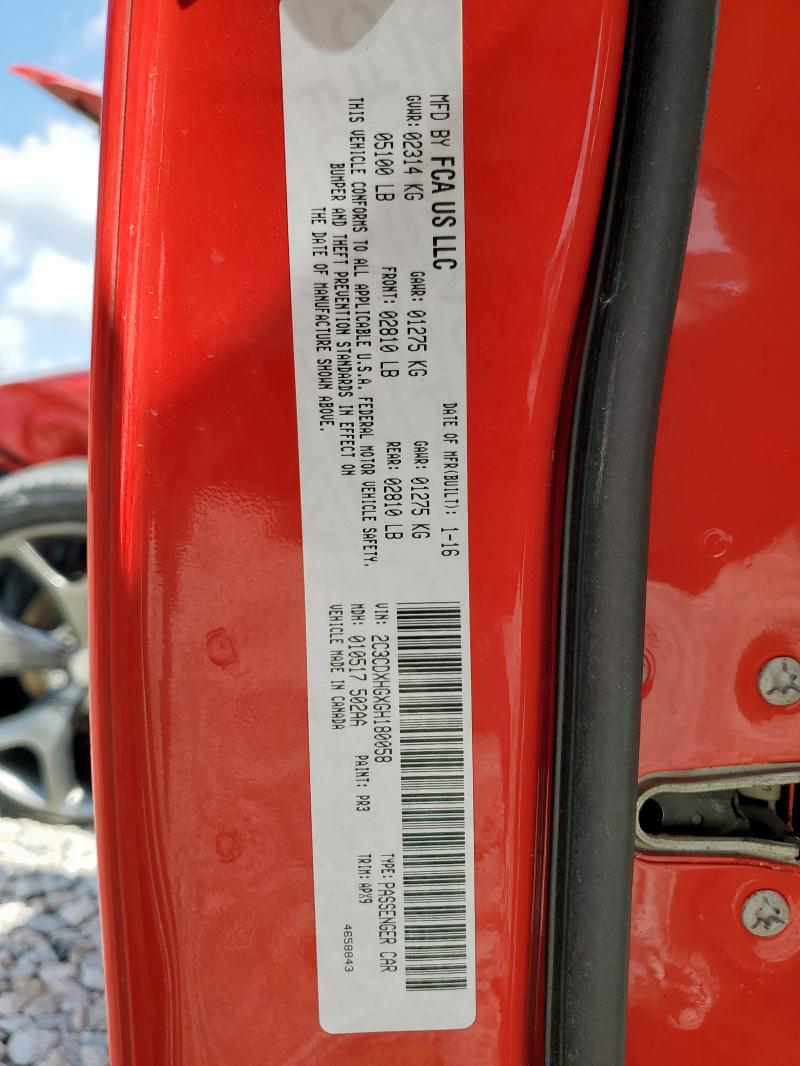 MFD BY FCA US LLC
DATE OF MFR(BUILT): 1-16
GVWR: 02314 KG GAWR: 01275 KG GAWR: 01275 KG
05100 LB FRONT: 02810 LB REAR: 02810 LB
THIS VEHICLE CONFORMS TO ALL APPLICABLE U.S.A. FEDERAL MOTOR VEHICLE SAFETY,
BUMPER AND THEFT PREVENTION STANDARDS IN EFFECT ON
THE DATE OF MANUFACTURE SHOWN ABOVE.
VIN: 2C3CDXHGXGH180058 TYPE: PASSENGER CAR
MDH: 010517 502AA PAINT: PR3 TRIM: APX9
VEHICLE MADE IN CANADA 4658843